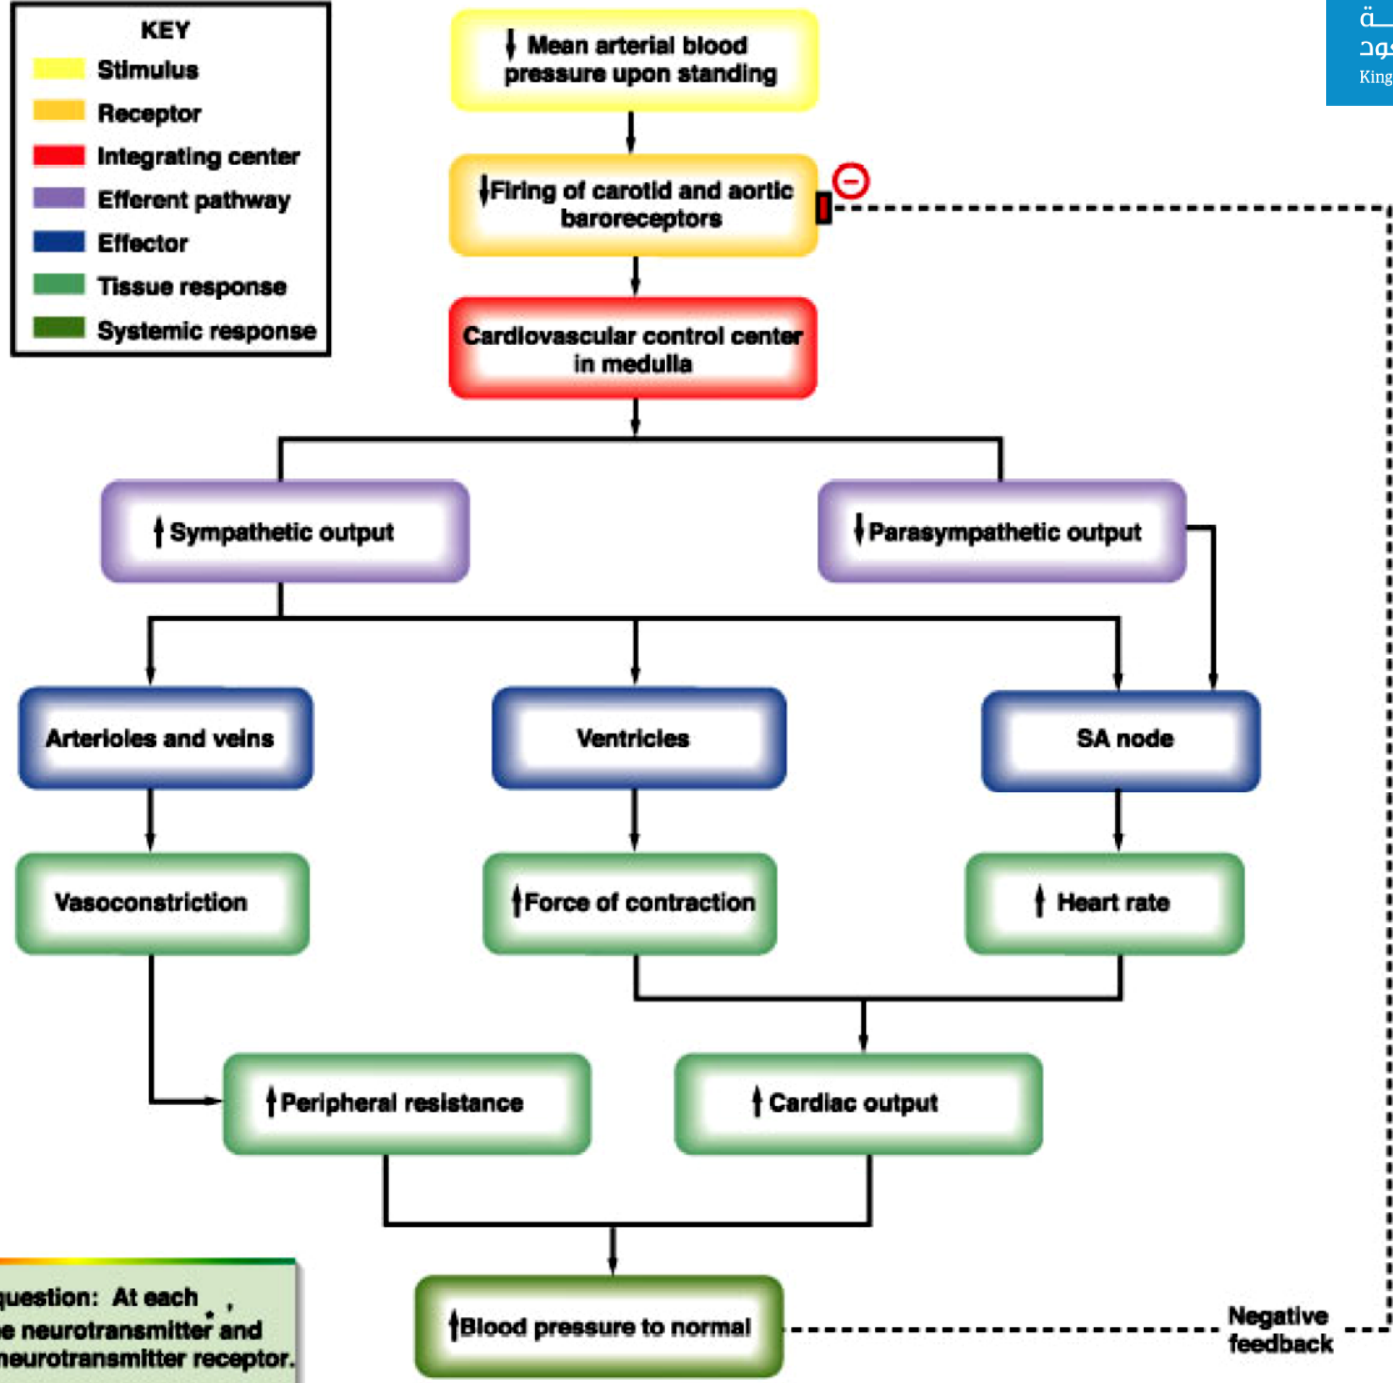 KEY
Stimulus
Receptor
Integrating center
Efferent pathway
Effector
Tissue response
Systemic response
↓ Mean arterial blood
pressure upon standing
↓Firing of carotid and aortic
baroreceptors
−
Cardiovascular control center
in medulla
↑ Sympathetic output
↓Parasympathetic output
Arterioles and veins
Ventricles
SA node
Vasoconstriction
↑Force of contraction
↑ Heart rate
↑Peripheral resistance
↑ Cardiac output
↑Blood pressure to normal
Negative
feedback
question: At each * ,
neurotransmitter and
neurotransmitter receptor.
King